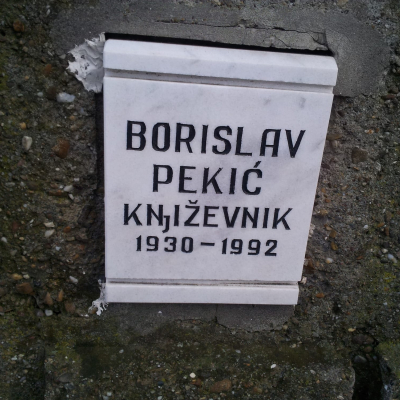 BORISLAV
PEKIĆ
KNjIŽEVNIK
1930-1992